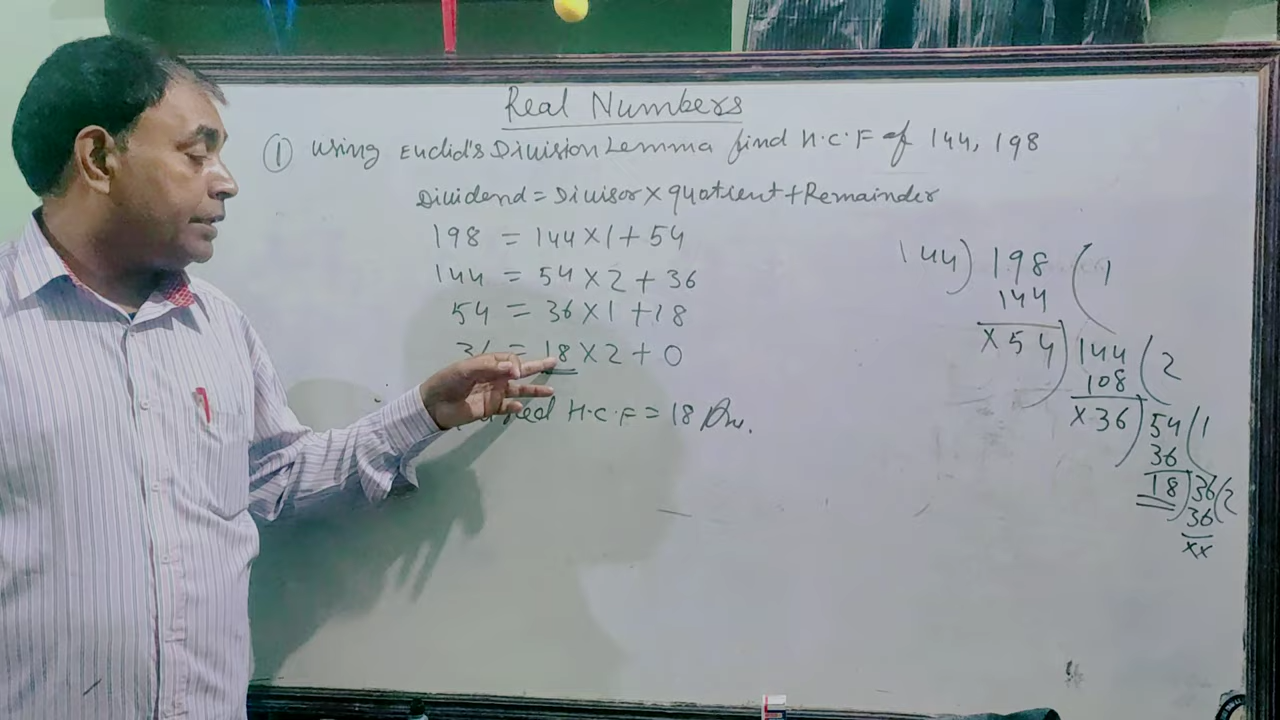 Real Numbers
① Using Euclid's Division Lemma find H.C.F of 144, 198
Dividend = Divisor × quotient + Remainder
198 = 144 × 1 + 54
144 = 54 × 2 + 36
54 = 36 × 1 + 18
= 18 × 2 + 0
H.C.F = 18 Ans.
144) 198 ( 1
144
× 54) 144 ( 2
108
× 36) 54 ( 1
36
18) 36 ( 2
36
××